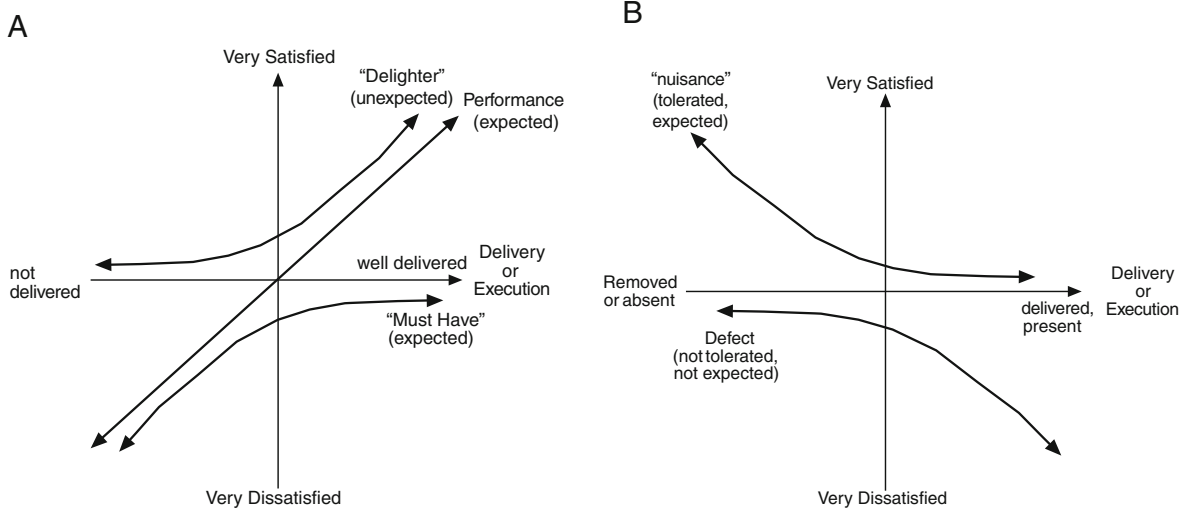 A
Very Satisfied
“Delighter”
(unexpected)
Performance
(expected)
not
delivered
well delivered
Delivery
or
Execution
“Must Have”
(expected)
Very Dissatisfied
B
“nuisance”
(tolerated,
expected)
Very Satisfied
Removed
or absent
Delivery
or
Execution
delivered,
present
Defect
(not tolerated,
not expected)
Very Dissatisfied